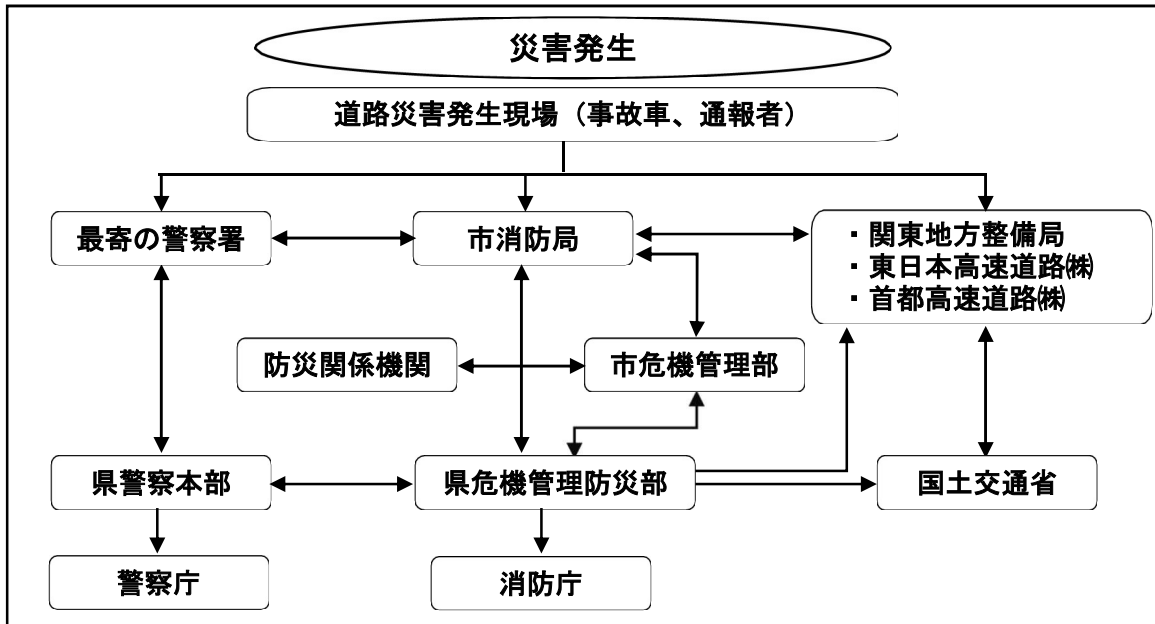 災害発生
道路災害発生現場（事故車、通報者）
最寄の警察署
市消防局
・関東地方整備局
・東日本高速道路㈱
・首都高速道路㈱
防災関係機関
市危機管理部
県警察本部
県危機管理防災部
国土交通省
警察庁
消防庁